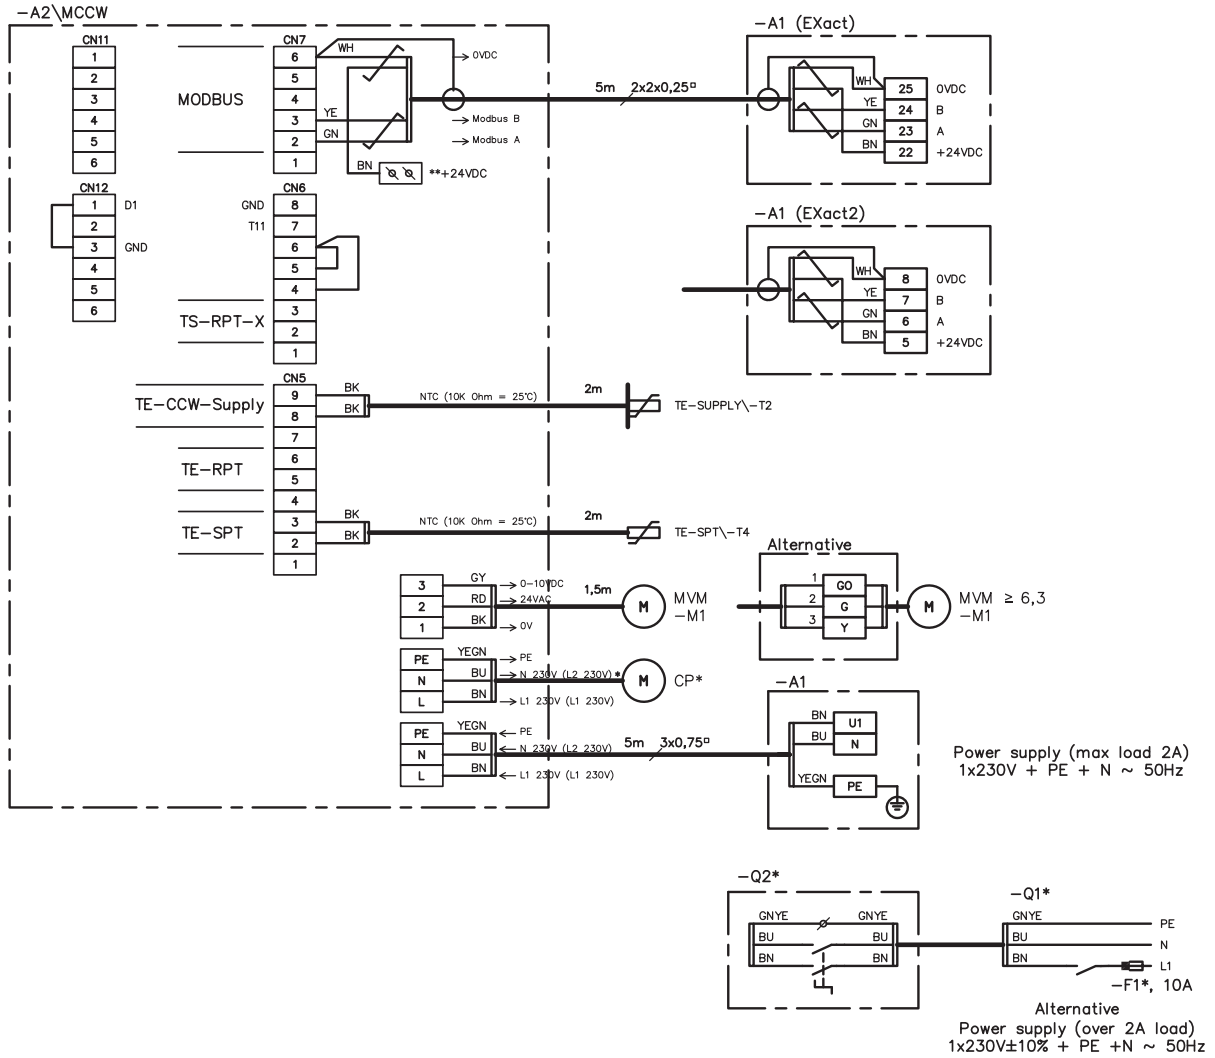 -A2\MCCW
CN11
1
2
3
4
5
6
CN12
1 D1
2
3 GND
4
5
6
MODBUS
CN7
6 WH
5
4
3 YE
2 GN
1
BN
0VDC
Modbus B
Modbus A
**+24VDC
CN6
GND 8
T11 7
6
5
4
TS-RPT-X
3
2
1
CN5
TE-CCW-Supply
9 BK
8 BK
7
TE-RPT
6
5
4
TE-SPT
3 BK
2 BK
1
5m 2x2x0,25▫
-A1 (EXact)
WH 25 0VDC
YE 24 B
GN 23 A
BN 22 +24VDC
-A1 (EXact2)
WH 8 0VDC
YE 7 B
GN 6 A
BN 5 +24VDC
NTC (10K Ohm = 25°C) 2m TE-SUPPLY\-T2
NTC (10K Ohm = 25°C) 2m TE-SPT\-T4
3 GY 0-10VDC
2 RD 24VAC
1 BK 0V
1,5m
M
MVM
-M1
Alternative
1 GO
2 G
3 Y
M
MVM ≥ 6,3
-M1
PE YEGN PE
N BU N 230V (L2 230V)*
L BN L1 230V (L1 230V)
M
CP*
PE YEGN PE
N BU N 230V (L2 230V)
L BN L1 230V (L1 230V)
5m 3x0,75▫
-A1
BN U1
BU N
YEGN PE
Power supply (max load 2A)
1x230V + PE + N ~ 50Hz
-Q2*
GNYE GNYE
BU BU
BN BN
-Q1*
GNYE PE
BU N
BN L1
-F1*, 10A
Alternative
Power supply (over 2A load)
1x230V±10% + PE +N ~ 50Hz